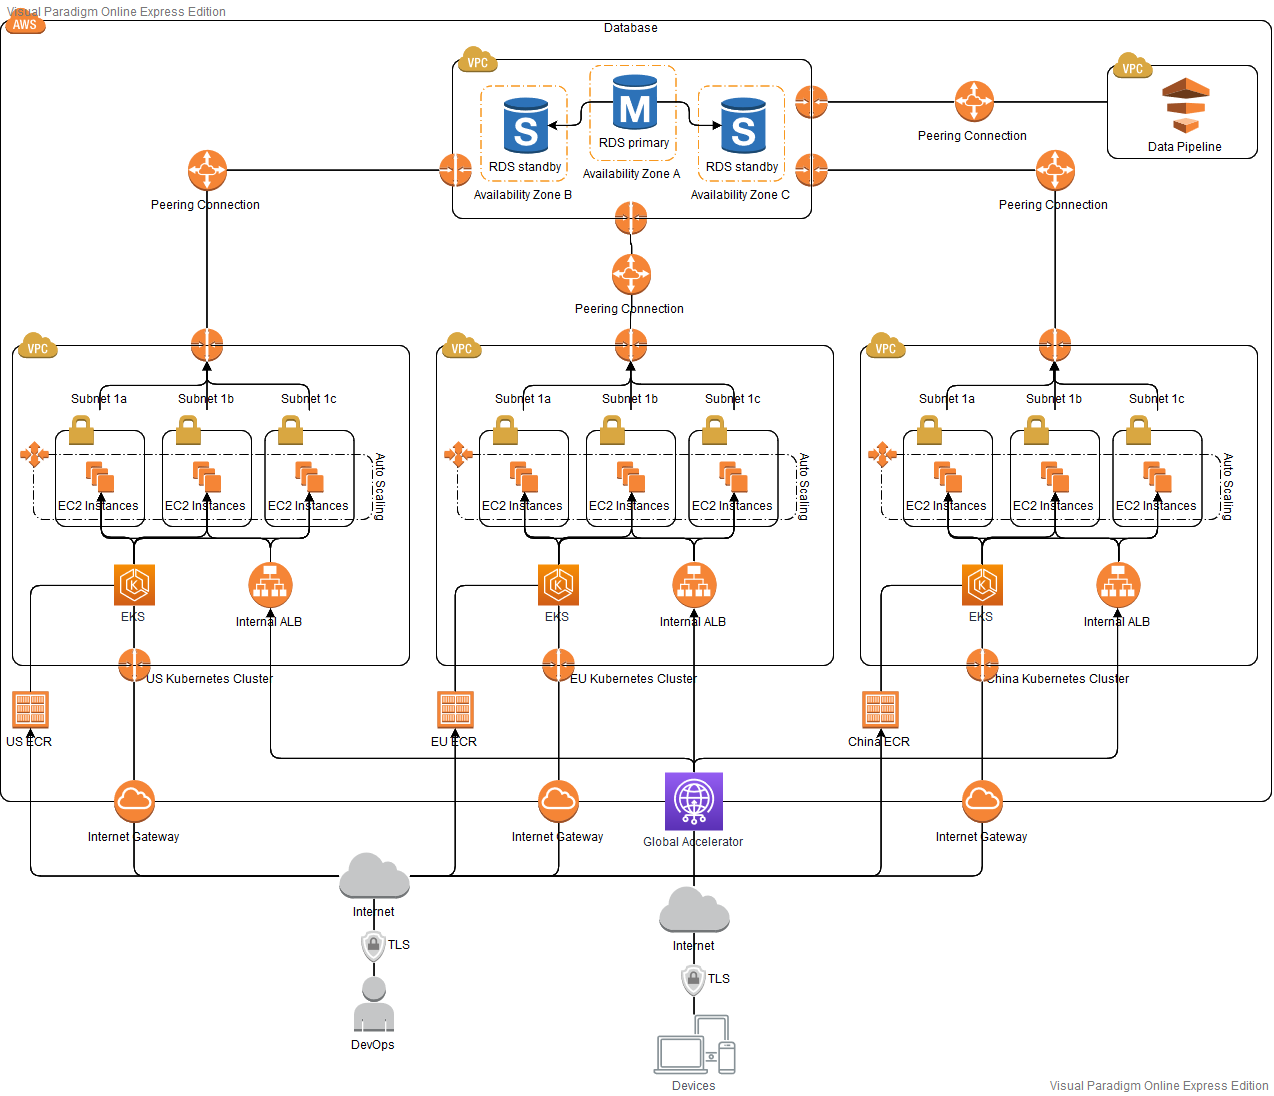 Visual Paradigm Online Express Edition
AWS
Database
VPC
RDS standby
Availability Zone B
M
RDS primary
Availability Zone A
S
S
RDS standby
Availability Zone C
Peering Connection
VPC
Data Pipeline
Peering Connection
Peering Connection
Peering Connection
VPC
Subnet 1a
Subnet 1b
Subnet 1c
EC2 Instances
EC2 Instances
EC2 Instances
Auto Scaling
EKS
Internal ALB
US Kubernetes Cluster
VPC
Subnet 1a
Subnet 1b
Subnet 1c
EC2 Instances
EC2 Instances
EC2 Instances
Auto Scaling
EKS
Internal ALB
EU Kubernetes Cluster
VPC
Subnet 1a
Subnet 1b
Subnet 1c
EC2 Instances
EC2 Instances
EC2 Instances
Auto Scaling
EKS
Internal ALB
China Kubernetes Cluster
US ECR
EU ECR
China ECR
Internet Gateway
Internet Gateway
Global Accelerator
Internet Gateway
Internet
TLS
DevOps
Internet
TLS
Devices
Visual Paradigm Online Express Edition